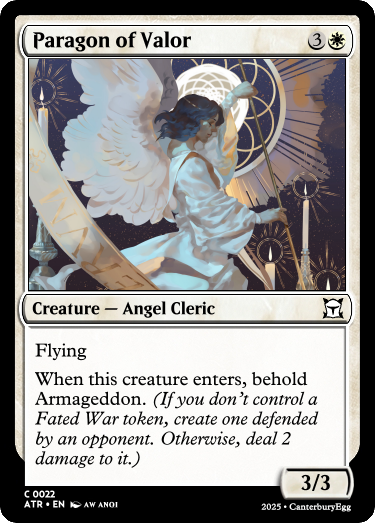 Paragon of Valor 3
Creature — Angel Cleric
Flying
When this creature enters, behold
Armageddon. (If you don't control a
Fated War token, create one defended
by an opponent. Otherwise, deal 2
damage to it.)
3/3
C 0022
ATR • EN AW ANOI
2025 • CanterburyEgg